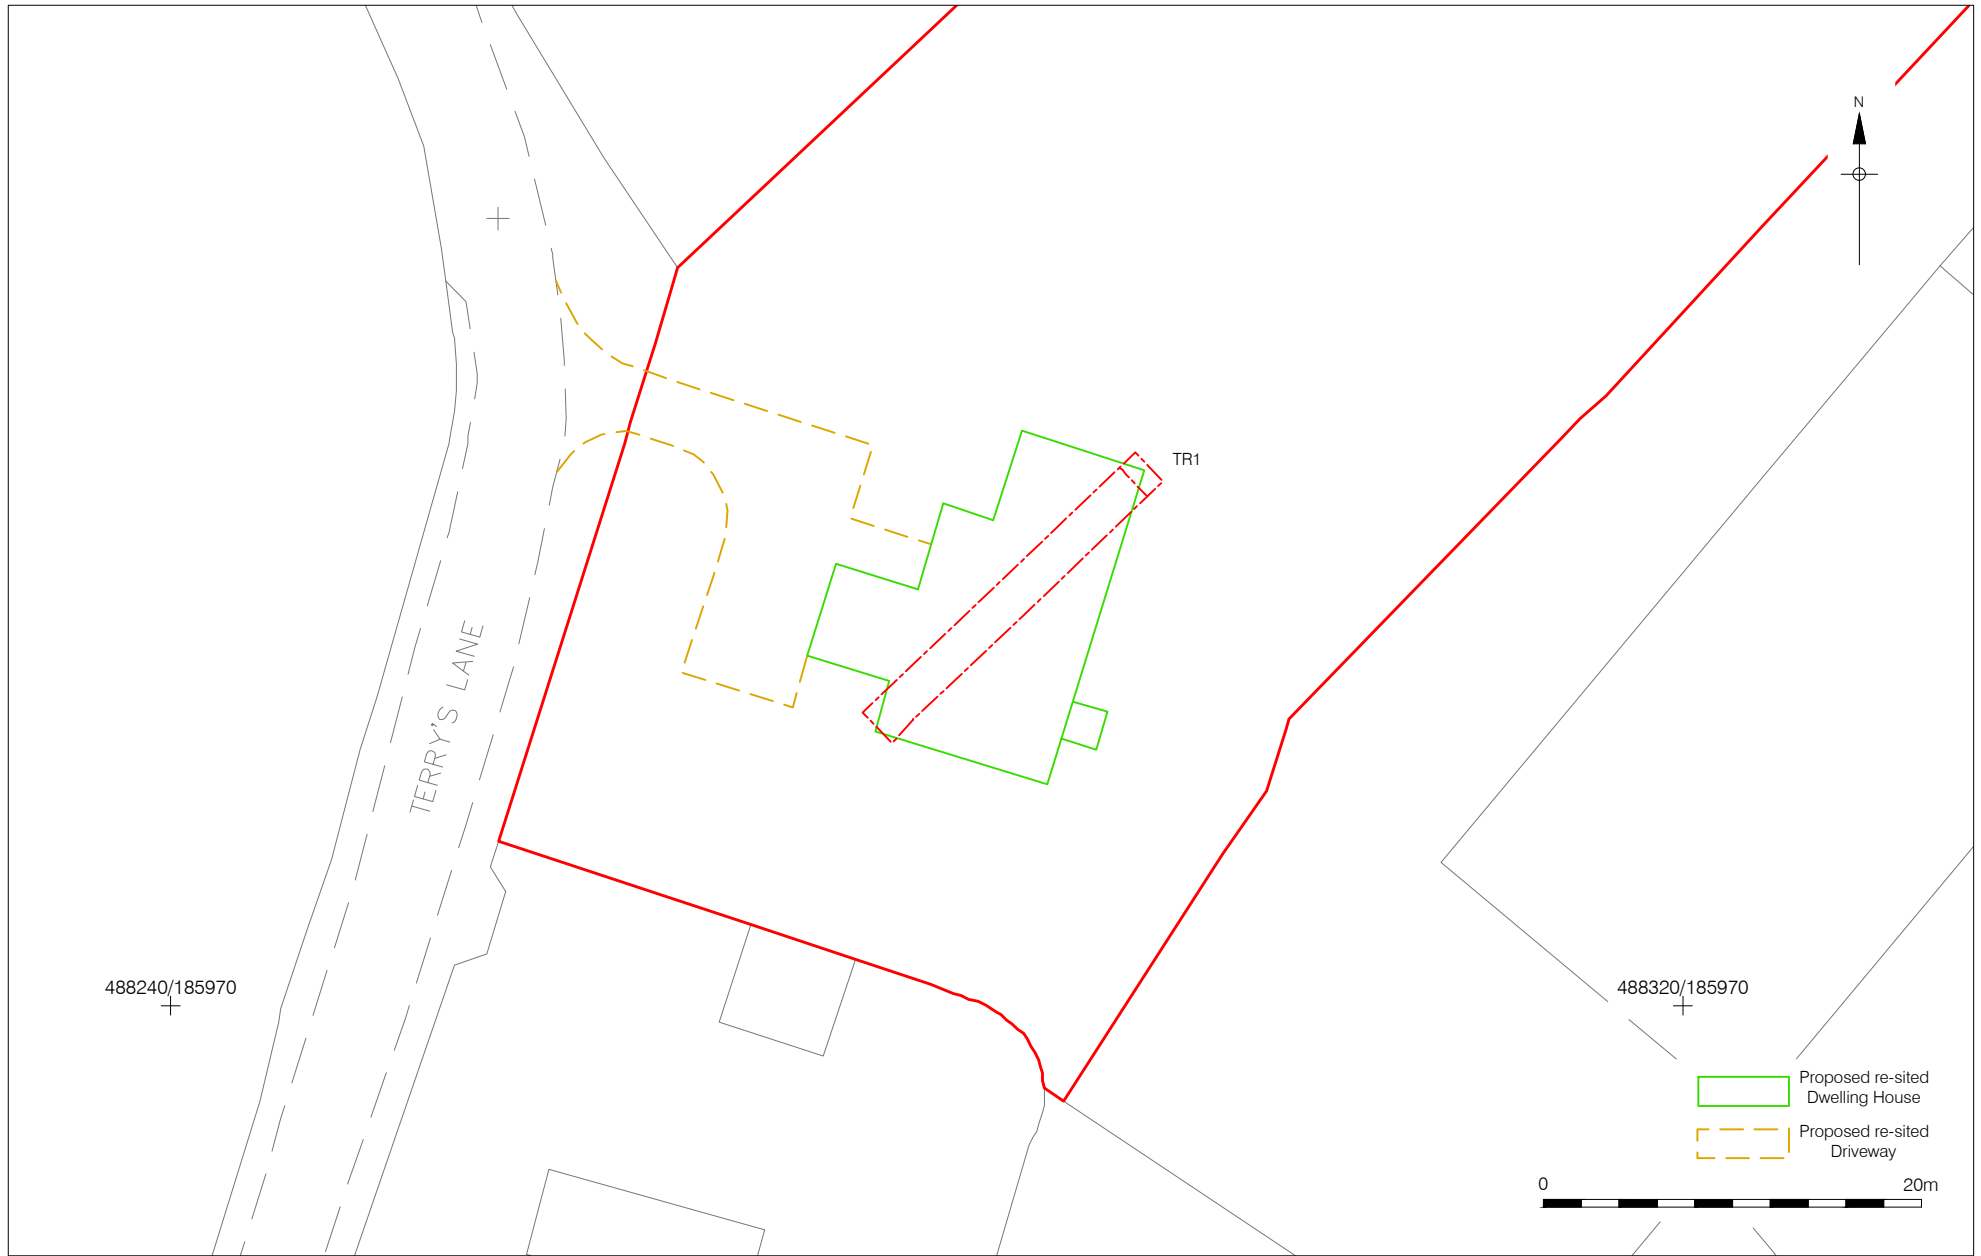 N
TR1
TERRY'S LANE
488240/185970
488320/185970
Proposed re-sited
Dwelling House
Proposed re-sited
Driveway
0
20m